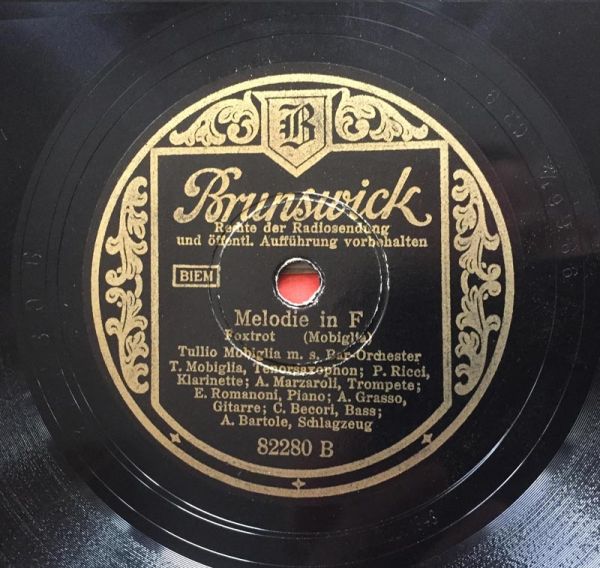 B
Brunswick
Rechte der Radiosendung
und öffentl. Aufführung vorbehalten
BIEM
Melodie in F
Foxtrot (Mobiglia)
Tullio Mobiglia m. s. Bar-Orchester
T. Mobiglia, Tenorsaxophon; P. Ricci,
Klarinette; A. Marzaroli, Trompete;
E. Romanoni, Piano; A. Grasso,
Gitarre; C. Becori, Bass;
A. Bartole, Schlagzeug
82280 B